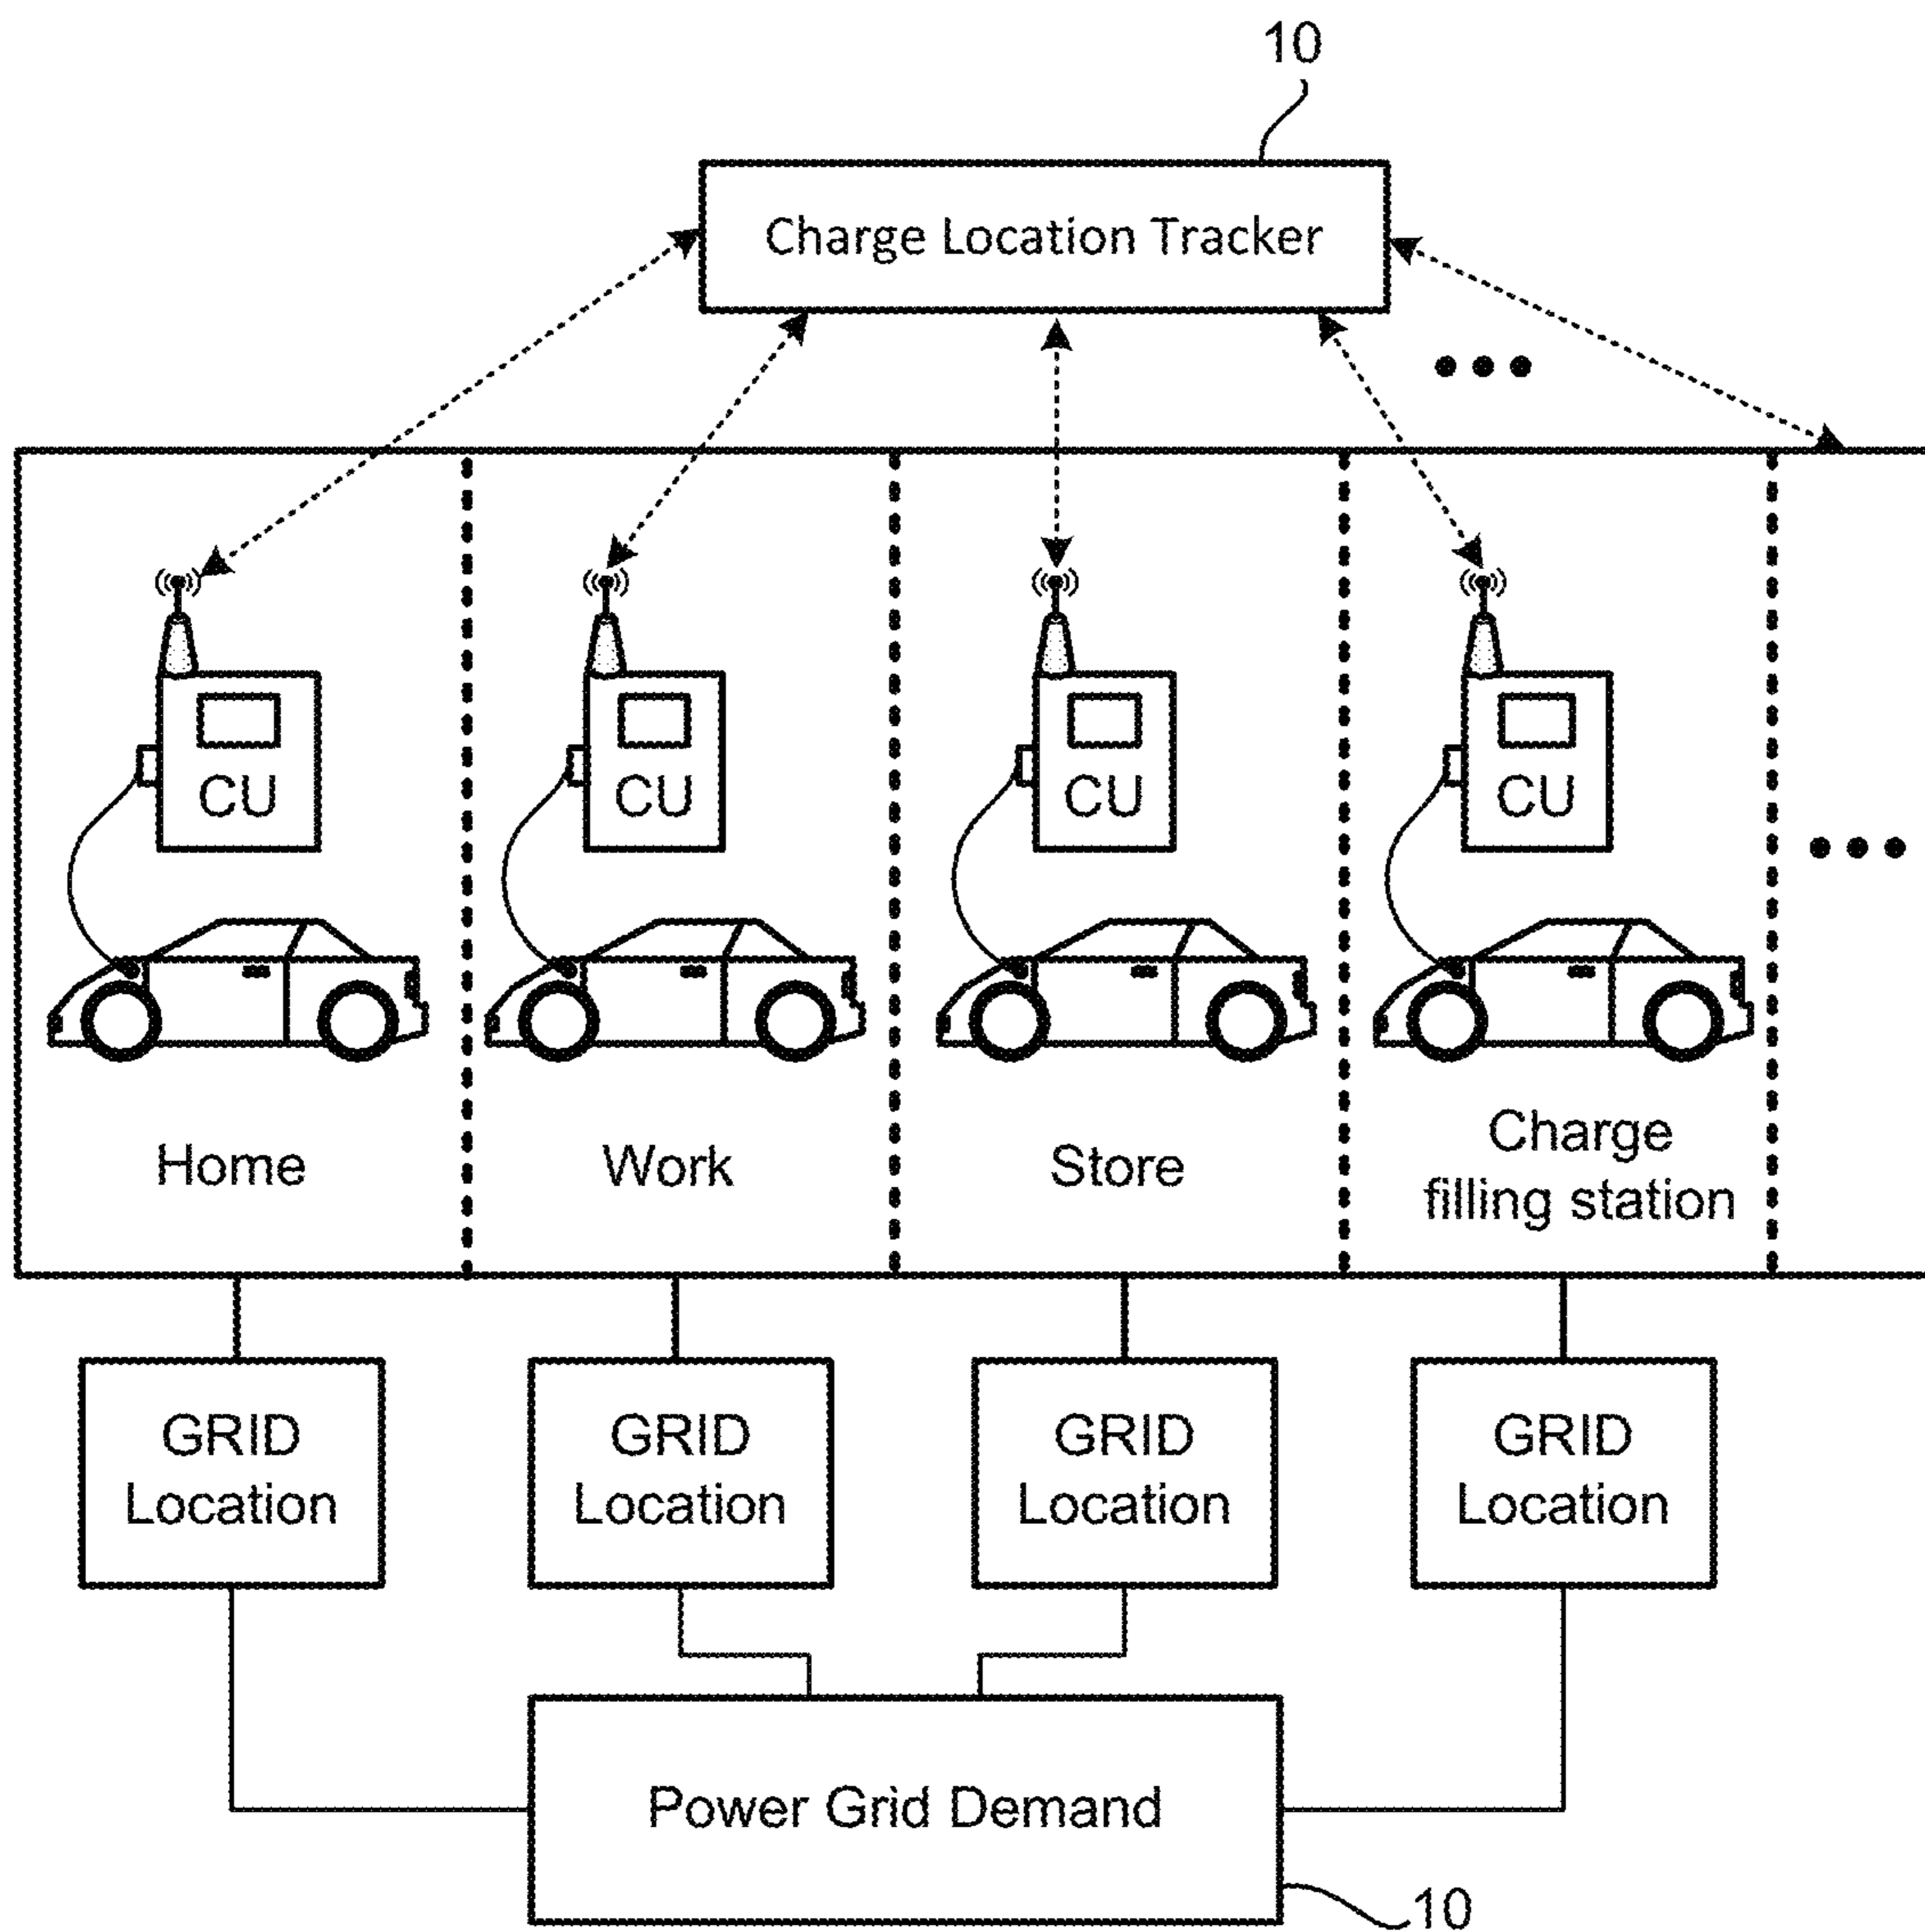 10
Charge Location Tracker
CU CU CU CU
Home Work Store Charge
filling station
GRID GRID GRID GRID
Location Location Location Location
Power Grid Demand
10